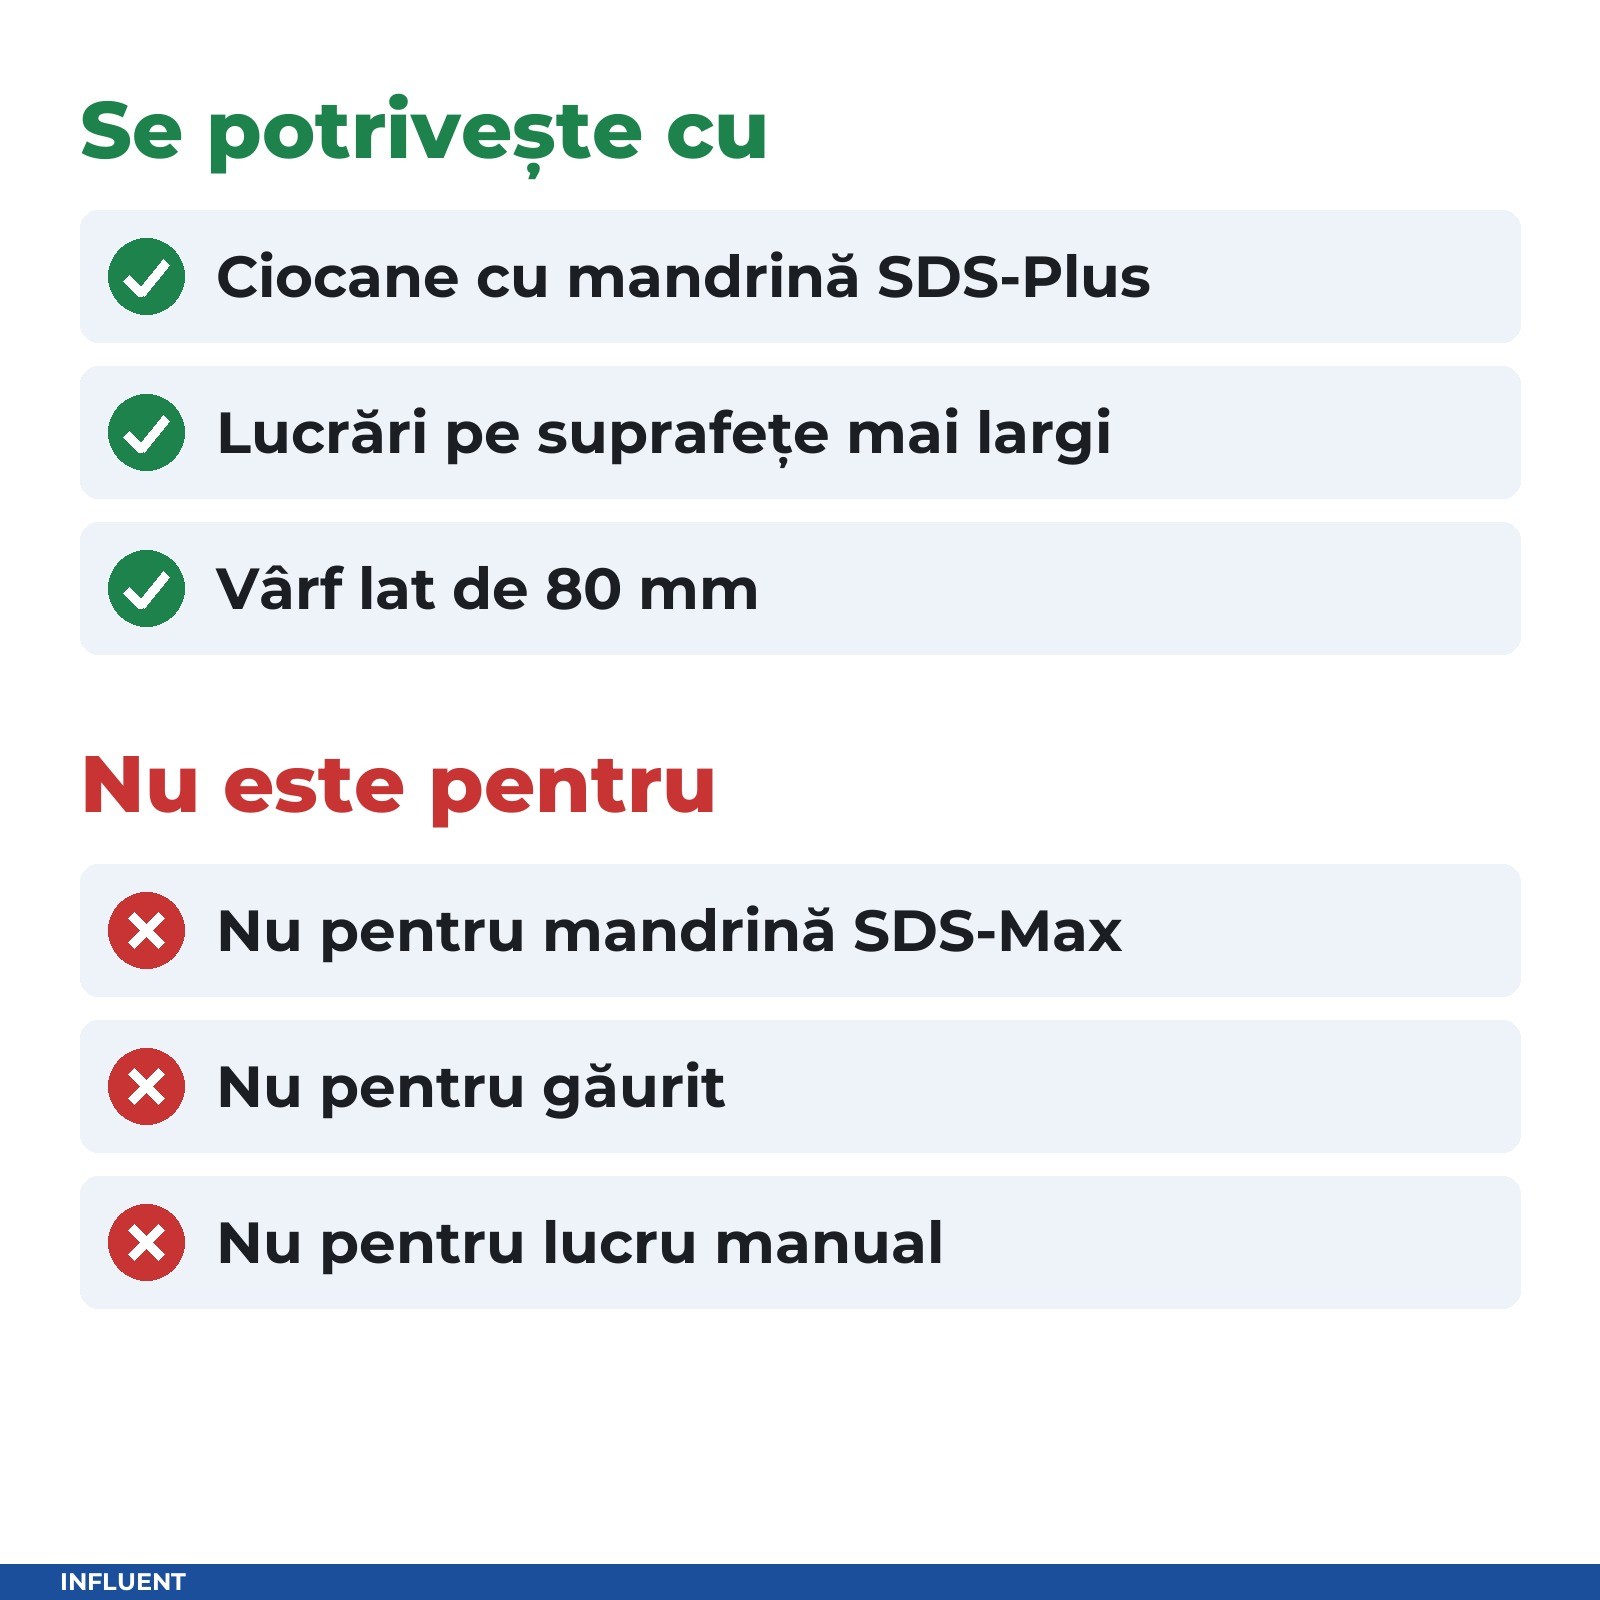 Se potrivește cu
Ciocane cu mandrină SDS-Plus
Lucrări pe suprafețe mai largi
Vârf lat de 80 mm
Nu este pentru
Nu pentru mandrină SDS-Max
Nu pentru găurit
Nu pentru lucru manual
INFLUENT